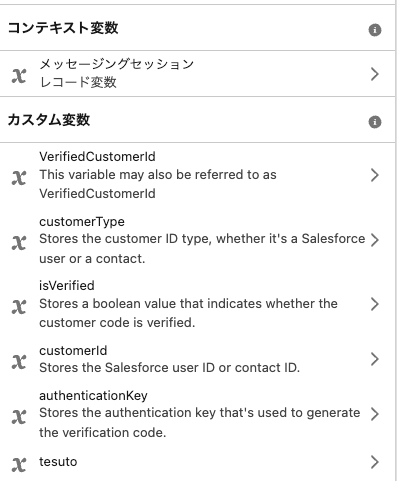 コンテキスト変数
メッセージングセッション
レコード変数
カスタム変数
VerifiedCustomerId
This variable may also be referred to as
VerifiedCustomerId
customerType
Stores the customer ID type, whether it's a Salesforce
user or a contact.
isVerified
Stores a boolean value that indicates whether the
customer code is verified.
customerId
Stores the Salesforce user ID or contact ID.
authenticationKey
Stores the authentication key that's used to generate
the verification code.
tesuto